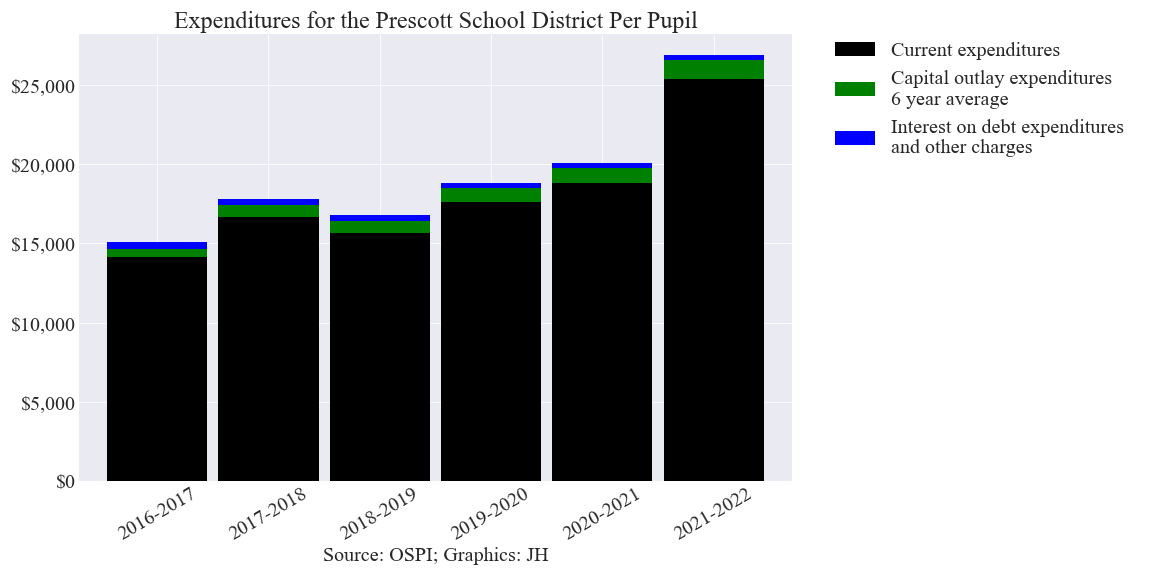 Expenditures for the Prescott School District Per Pupil
$25,000
$20,000
$15,000
$10,000
$5,000
$0
2016-2017
2017-2018
2018-2019
2019-2020
2020-2021
2021-2022
Source: OSPI; Graphics: JH
Current expenditures
Capital outlay expenditures
6 year average
Interest on debt expenditures
and other charges